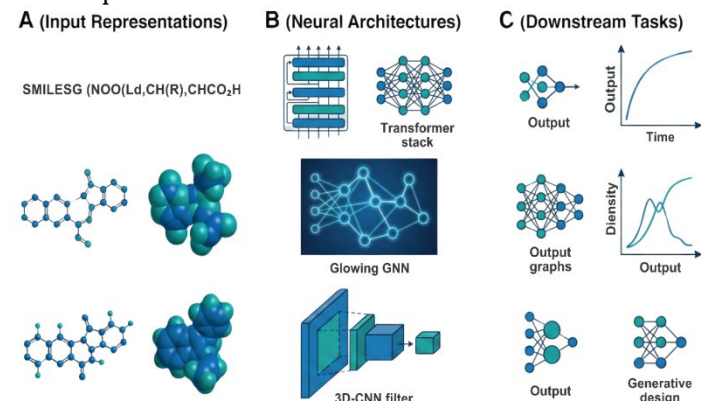 A (Input Representations)
B (Neural Architectures)
C (Downstream Tasks)
SMILESG (NOO(Ld,CH(R),CHCO₂H
Transformer
stack
Glowing GNN
3D-CNN filter
Output
Output
Time
Output
graphs
Diensity
Output
Output
Generative
design